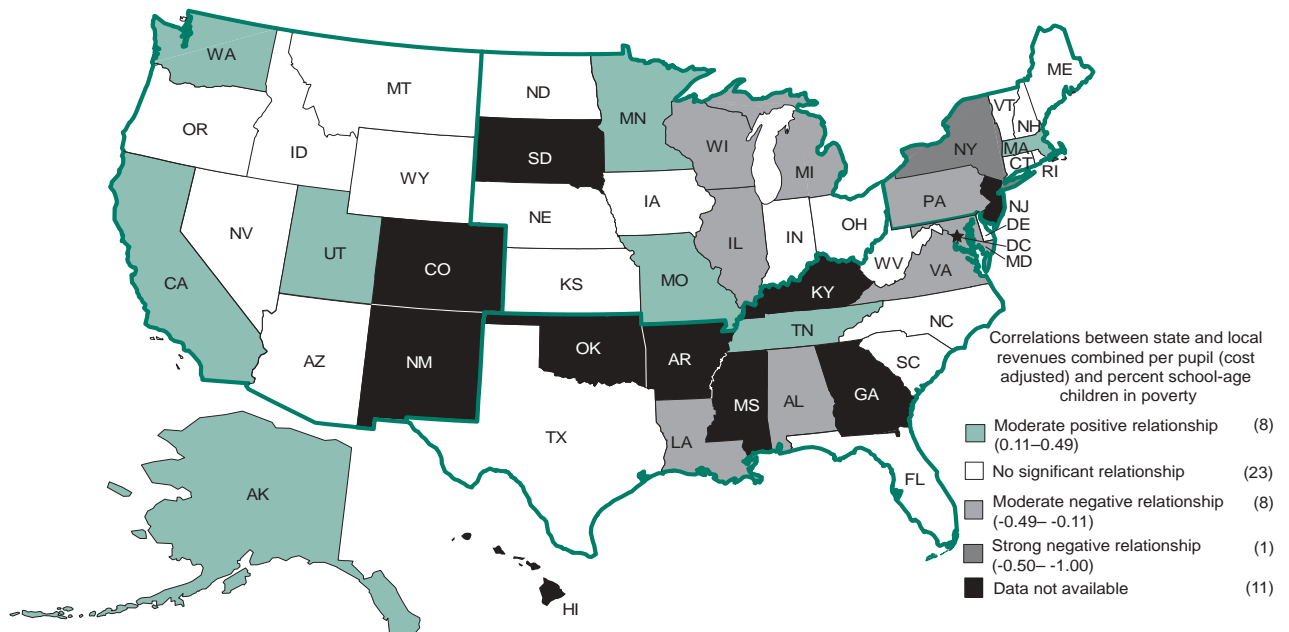 WA
MT
ND
MN
ME
VT
NH
OR
ID
SD
WI
NY
MA
CT
RI
MI
WY
PA
NJ
IA
NE
OH
DE
NV
IL
IN
DC
MD
UT
CO
WV
VA
CA
KS
MO
KY
TN
NC
AZ
NM
OK
AR
SC
MS
AL
GA
TX
LA
FL
AK
HI
Correlations between state and local
revenues combined per pupil (cost
adjusted) and percent school-age
children in poverty
Moderate positive relationship (8)
(0.11–0.49)
No significant relationship (23)
Moderate negative relationship (8)
(-0.49– -0.11)
Strong negative relationship (1)
(-0.50– -1.00)
Data not available (11)